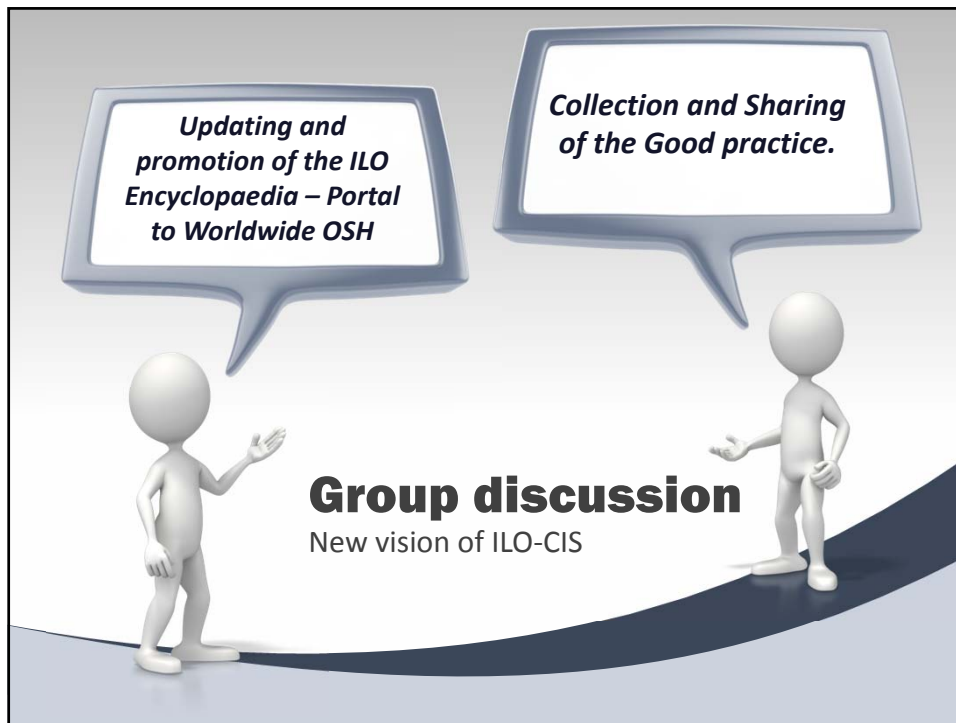 Updating and
promotion of the ILO
Encyclopaedia – Portal
to Worldwide OSH
Collection and Sharing
of the Good practice.
Group discussion
New vision of ILO-CIS